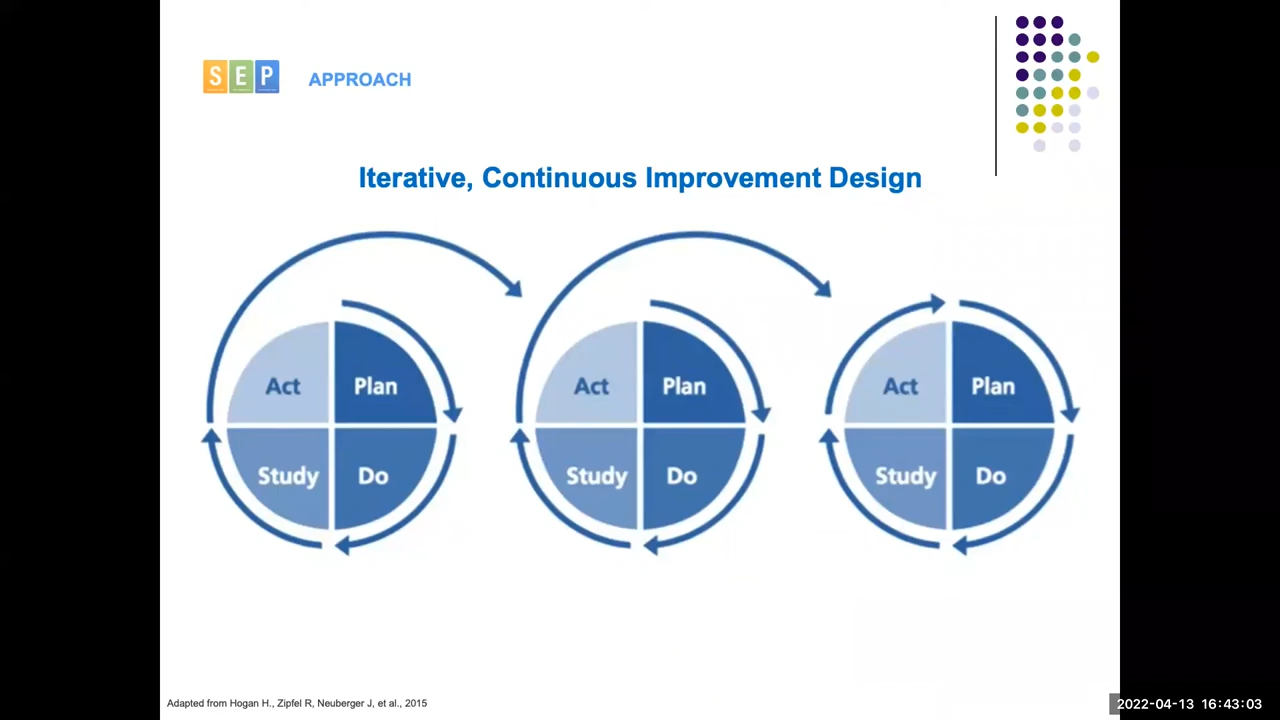 SEP APPROACH
Iterative, Continuous Improvement Design
Act Plan
Study Do
Act Plan
Study Do
Act Plan
Study Do
Adapted from Hogan H., Zipfel R, Neuberger J, et al., 2015
2022-04-13 16:43:03